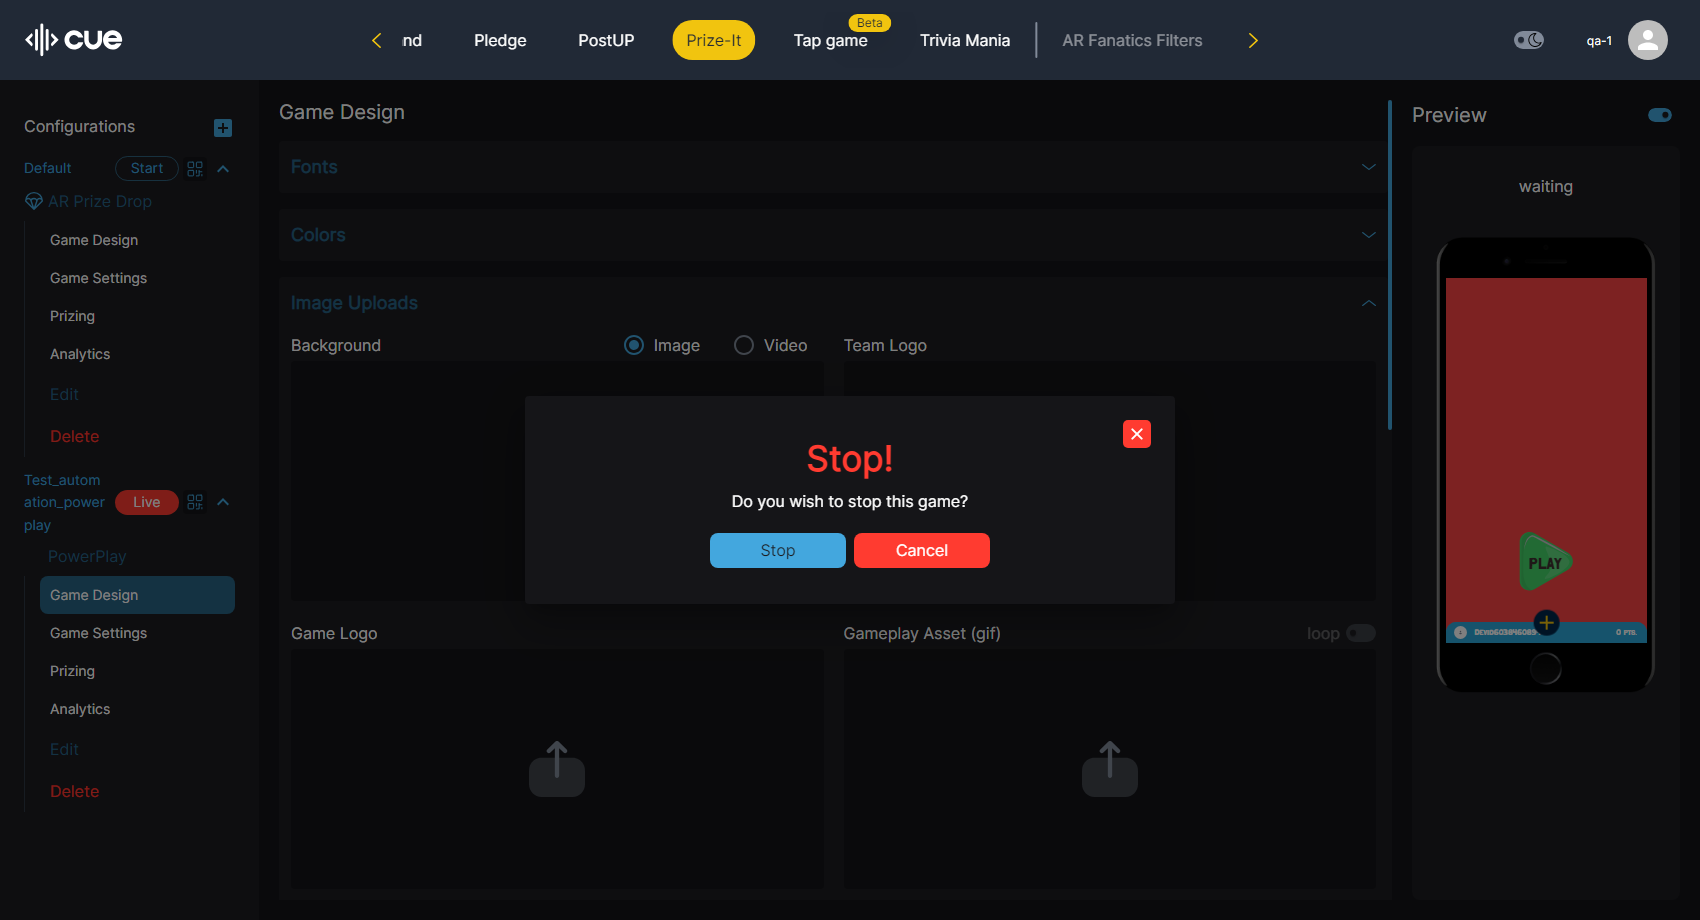 cue
nd
Pledge
PostUP
Prize-It
Beta
Tap game
Trivia Mania
AR Fanatics Filters
qa-1
Configurations
Default
Start
AR Prize Drop
Game Design
Game Settings
Prizing
Analytics
Edit
Delete
Test_autom
ation_power
play
Live
PowerPlay
Game Design
Game Settings
Prizing
Analytics
Edit
Delete
Game Design
Fonts
Colors
Image Uploads
Background
Image
Video
Team Logo
Stop!
Do you wish to stop this game?
Stop
Cancel
Game Logo
Gameplay Asset (gif)
loop
Preview
waiting
PLAY
0 PTS.